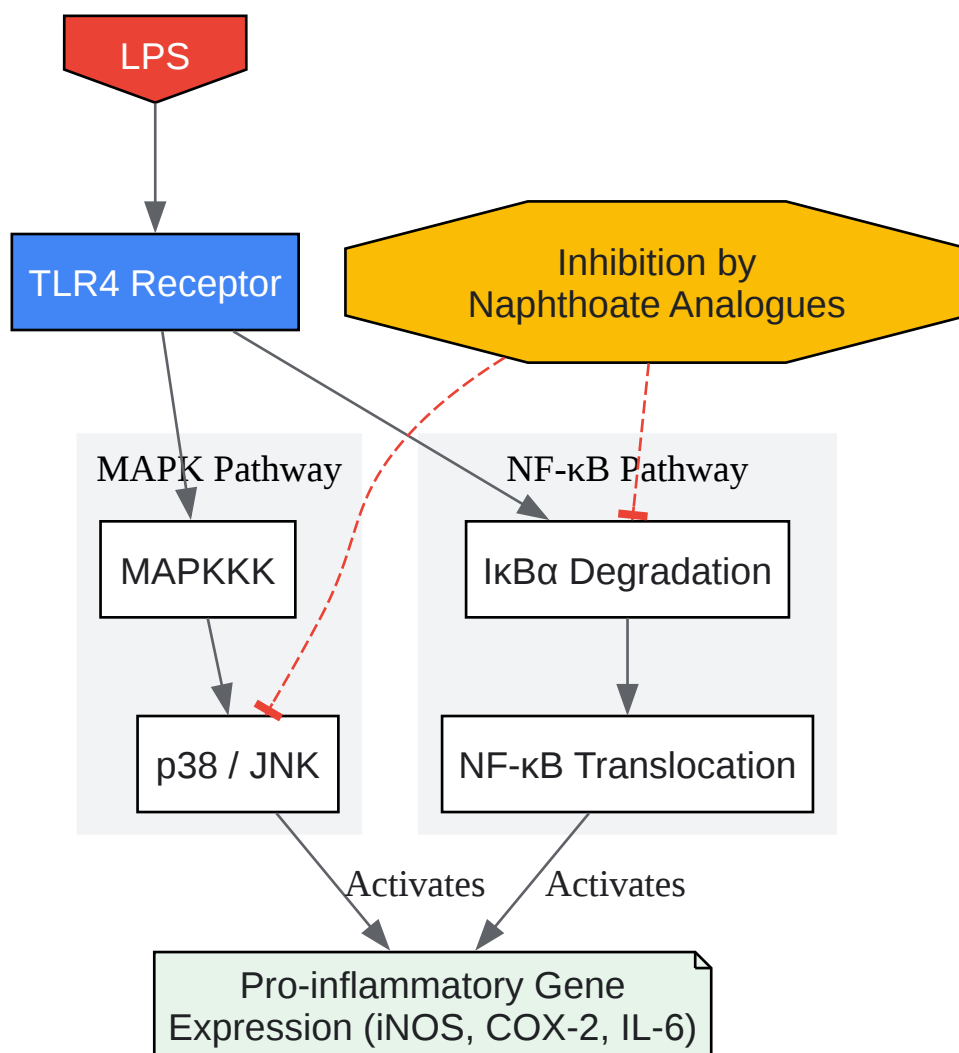 LPS
TLR4 Receptor
Inhibition by
Naphthoate Analogues
MAPK Pathway
NF-κB Pathway
MAPKKK
IκBα Degradation
p38 / JNK
NF-κB Translocation
Activates
Activates
Pro-inflammatory Gene
Expression (iNOS, COX-2, IL-6)